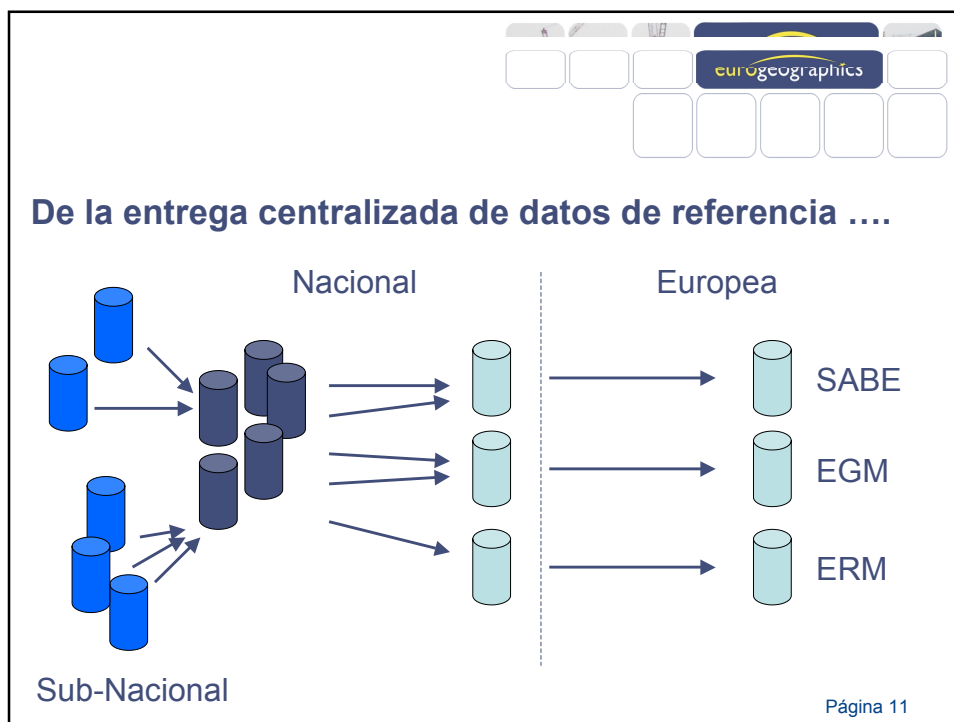 eurogeographics
De la entrega centralizada de datos de referencia ....
Nacional
Europea
SABE
EGM
ERM
Sub-Nacional
Página 11